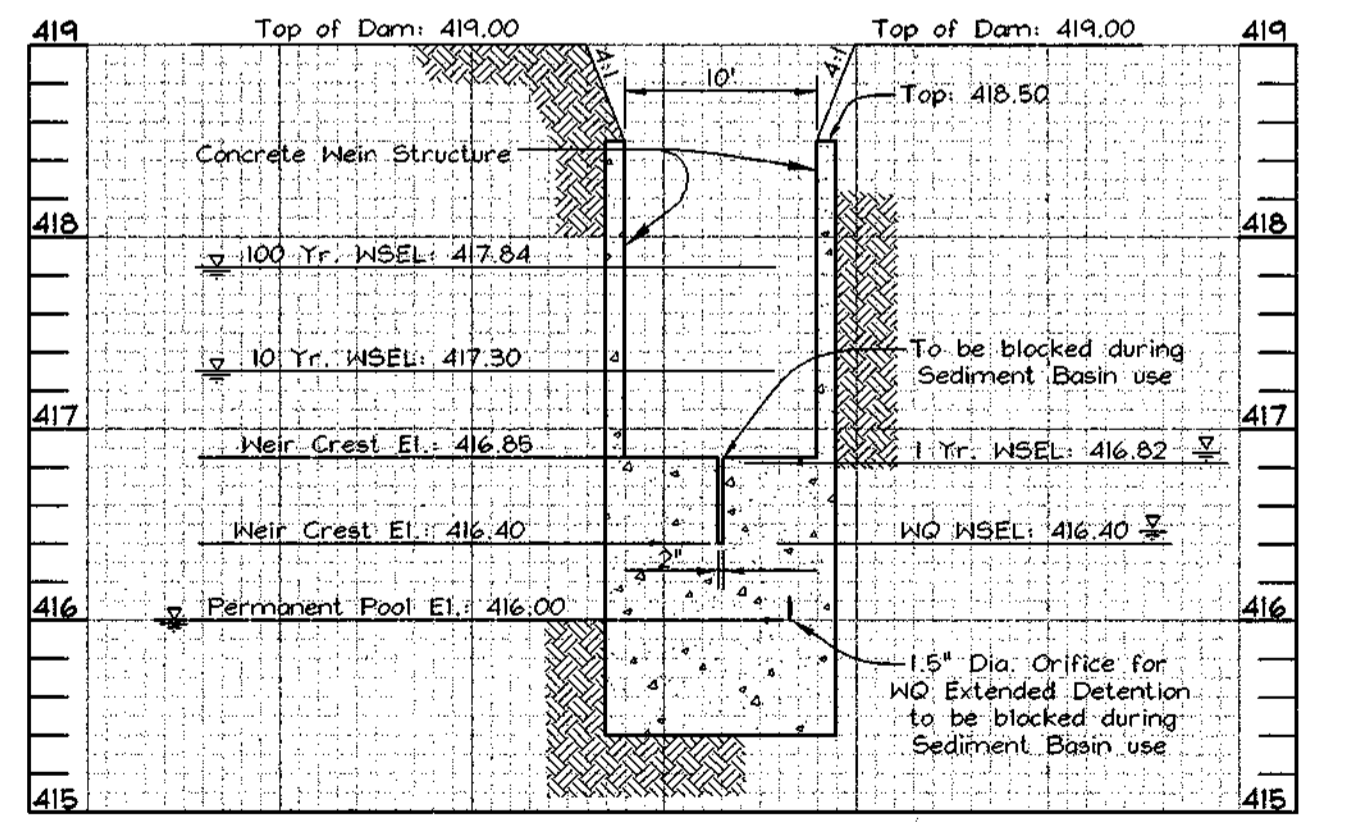 419
Top of Dam: 419.00
Top of Dam: 419.00
419
4:1
10'
4:1
Top: 418.50
Concrete Weir Structure
418
418
100 Yr. WSEL: 417.84
10 Yr. WSEL: 417.30
To be blocked during
Sediment Basin use
417
417
Weir Crest El.: 416.85
1 Yr. WSEL: 416.82
Weir Crest El.: 416.40
WQ WSEL: 416.40
2"
416
Permanent Pool El.: 416.00
416
1.5" Dia. Orifice for
WQ Extended Detention
to be blocked during
Sediment Basin use
415
415